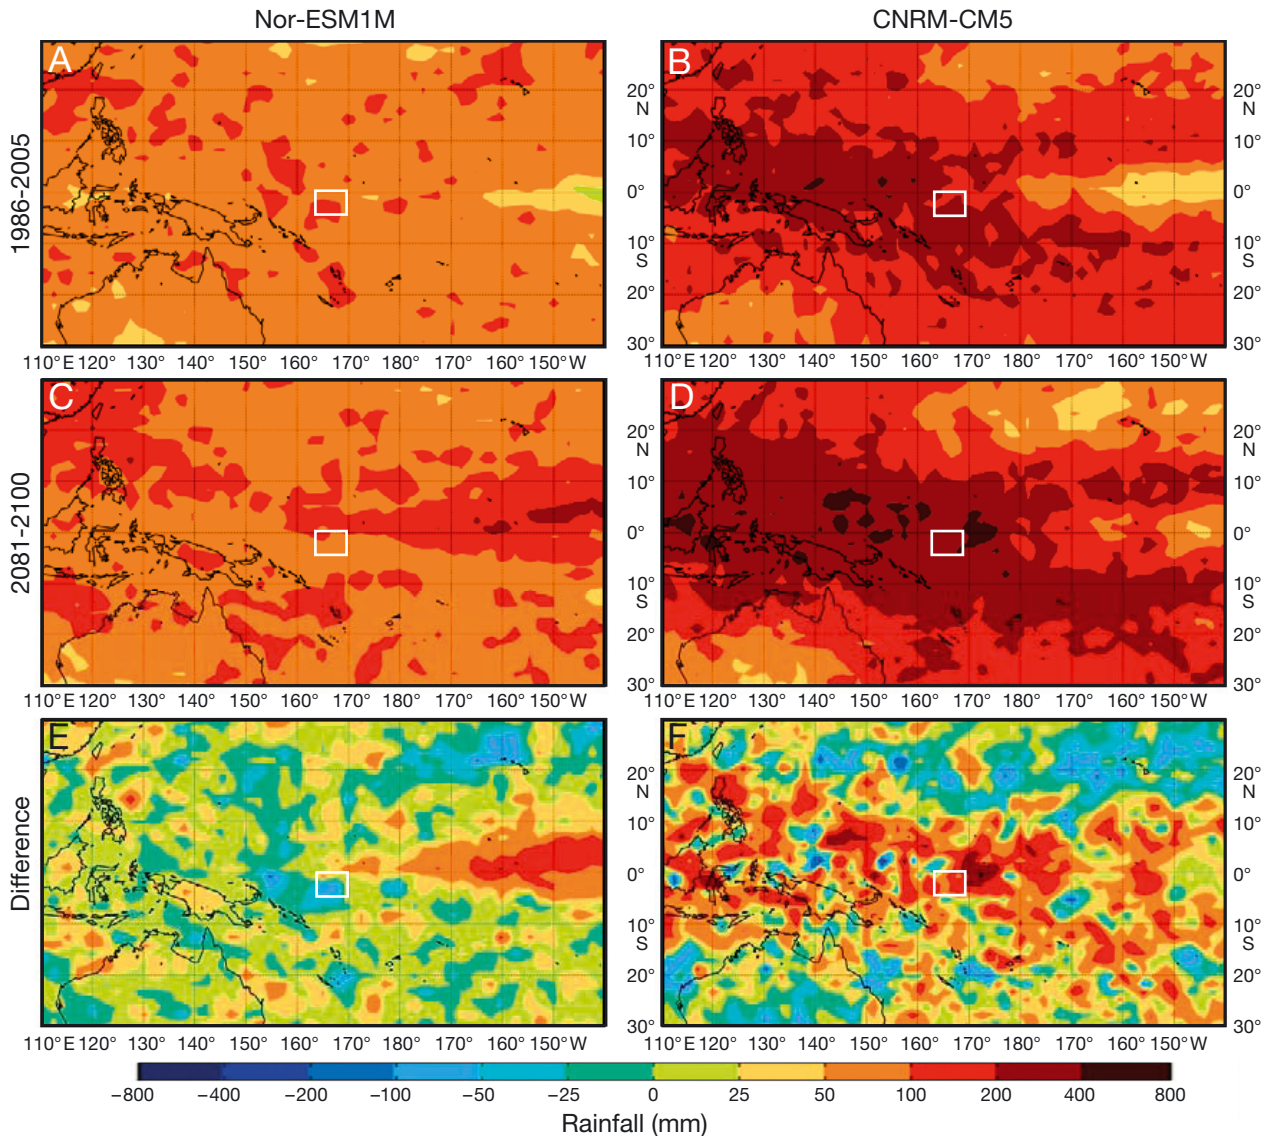 Nor-ESM1M CNRM-CM5
A B
1986-2005
20° N 10° 0° 10° S 20° 30°
20° N 10° 0° 10° S 20° 30°
110°E 120° 130° 140° 150° 160° 170° 180° 170° 160° 150°W
110°E 120° 130° 140° 150° 160° 170° 180° 170° 160° 150°W
C D
2081-2100
20° N 10° 0° 10° S 20° 30°
20° N 10° 0° 10° S 20° 30°
110°E 120° 130° 140° 150° 160° 170° 180° 170° 160° 150°W
110°E 120° 130° 140° 150° 160° 170° 180° 170° 160° 150°W
E F
Difference
20° N 10° 0° 10° S 20° 30°
20° N 10° 0° 10° S 20° 30°
110°E 120° 130° 140° 150° 160° 170° 180° 170° 160° 150°W
110°E 120° 130° 140° 150° 160° 170° 180° 170° 160° 150°W
−800 −400 −200 −100 −50 −25 0 25 50 100 200 400 800
Rainfall (mm)